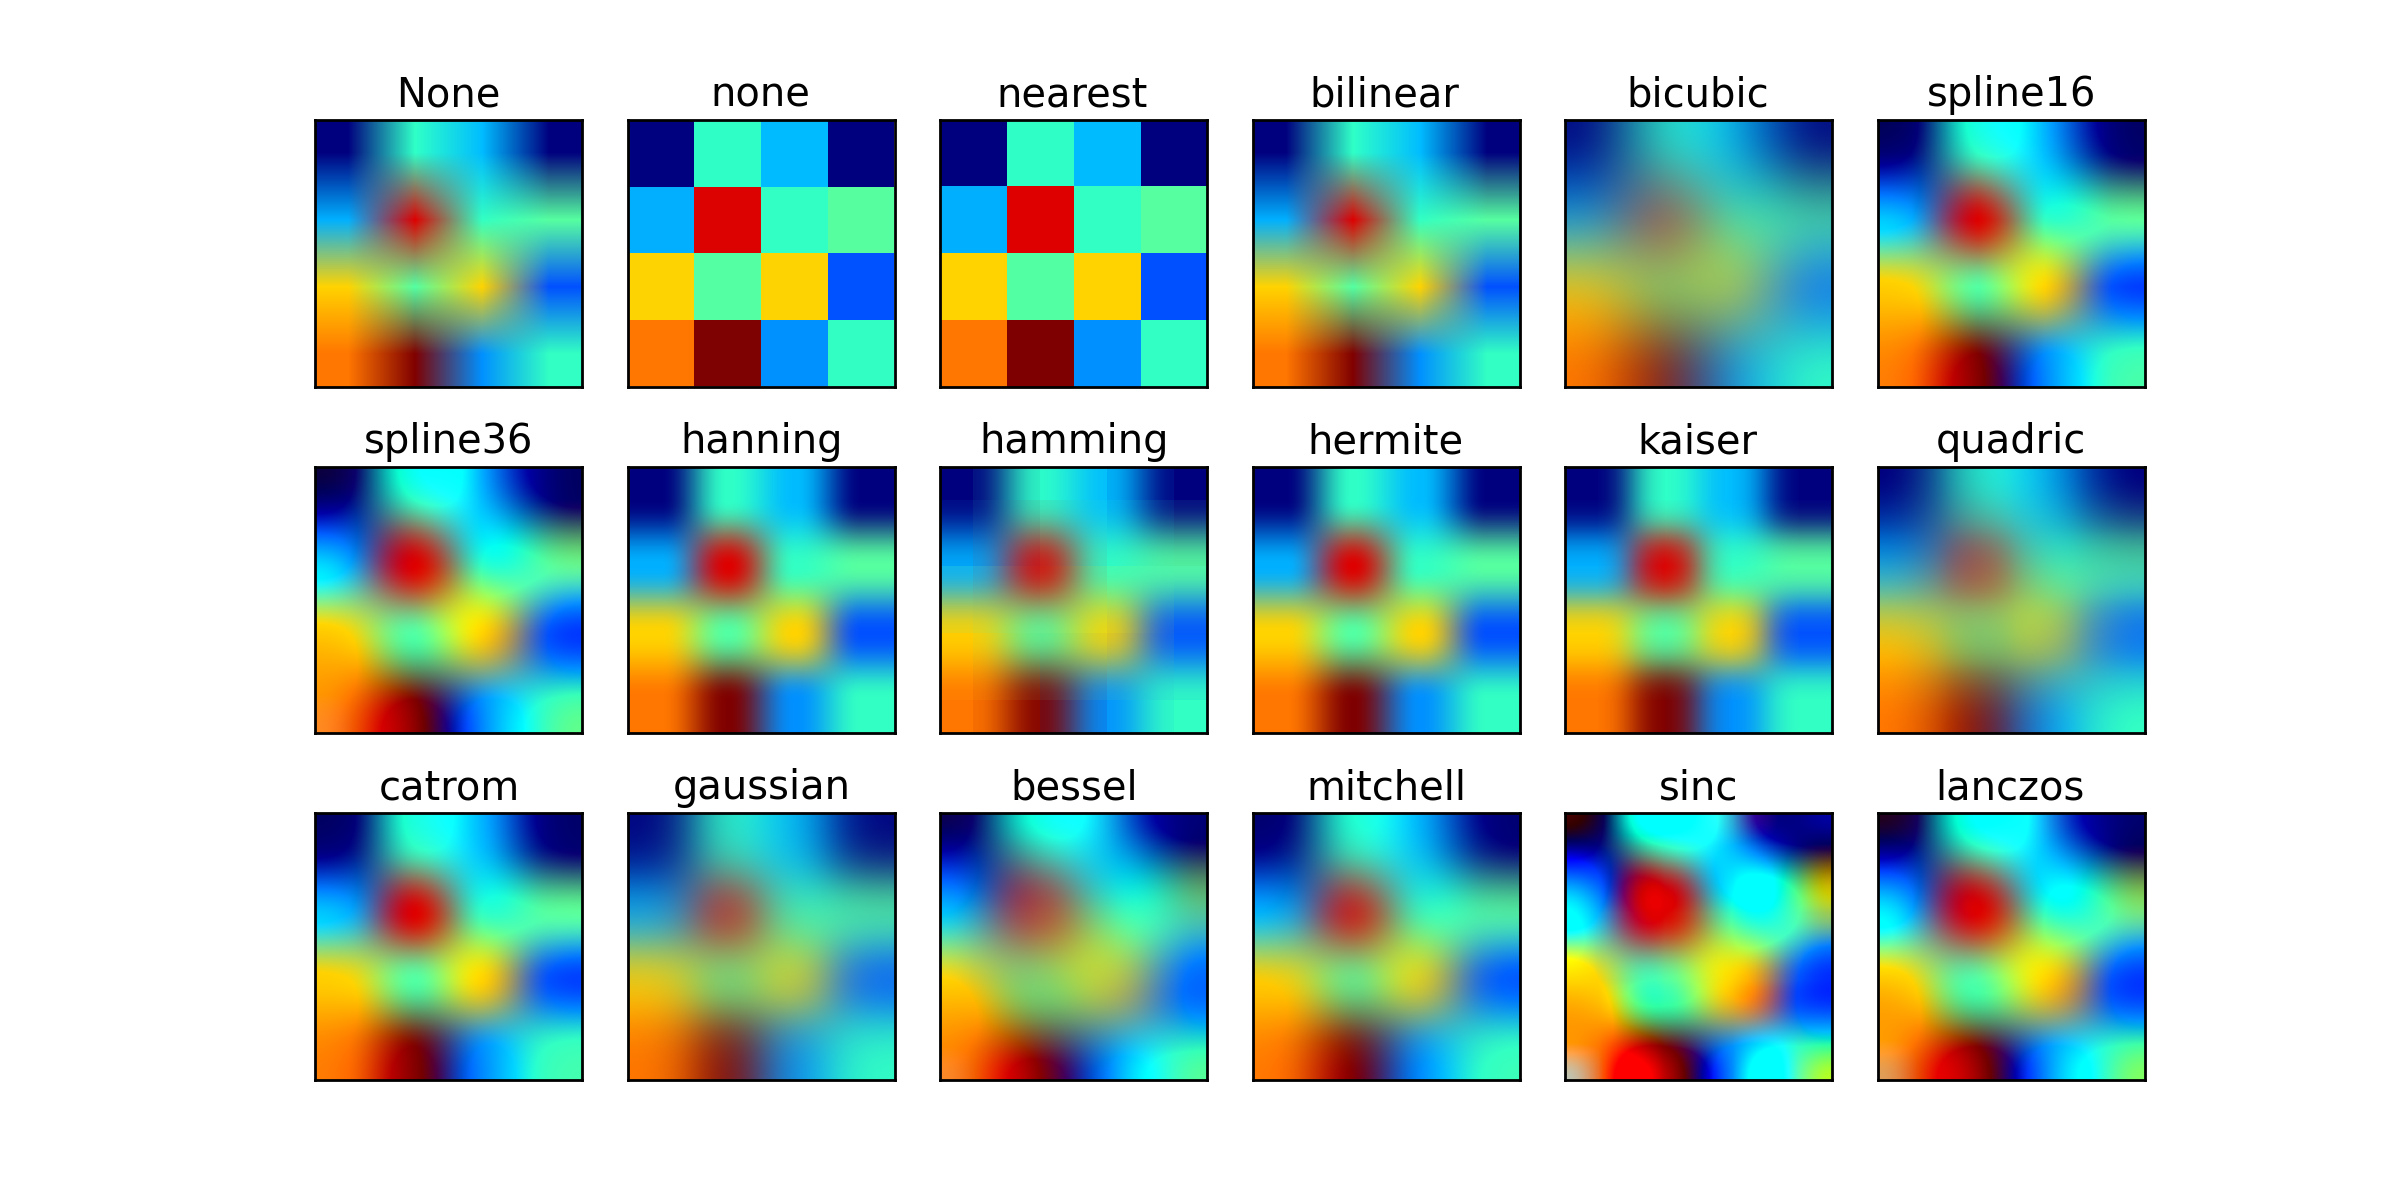 None none nearest bilinear bicubic spline16
spline36 hanning hamming hermite kaiser quadric
catrom gaussian bessel mitchell sinc lanczos